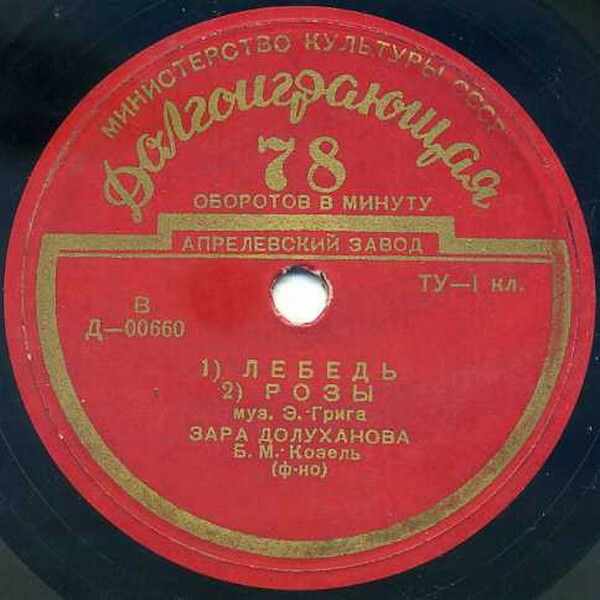 МИНИСТЕРСТВО КУЛЬТУРЫ СССР
Долгоиграющая
78
ОБОРОТОВ В МИНУТУ
АПРЕЛЕВСКИЙ ЗАВОД
ТУ—I кл.
В
Д—00660
1) ЛЕБЕДЬ
2) РОЗЫ
муз. Э. Грига
ЗАРА ДОЛУХАНОВА
Б. М. Козель
(ф-но)